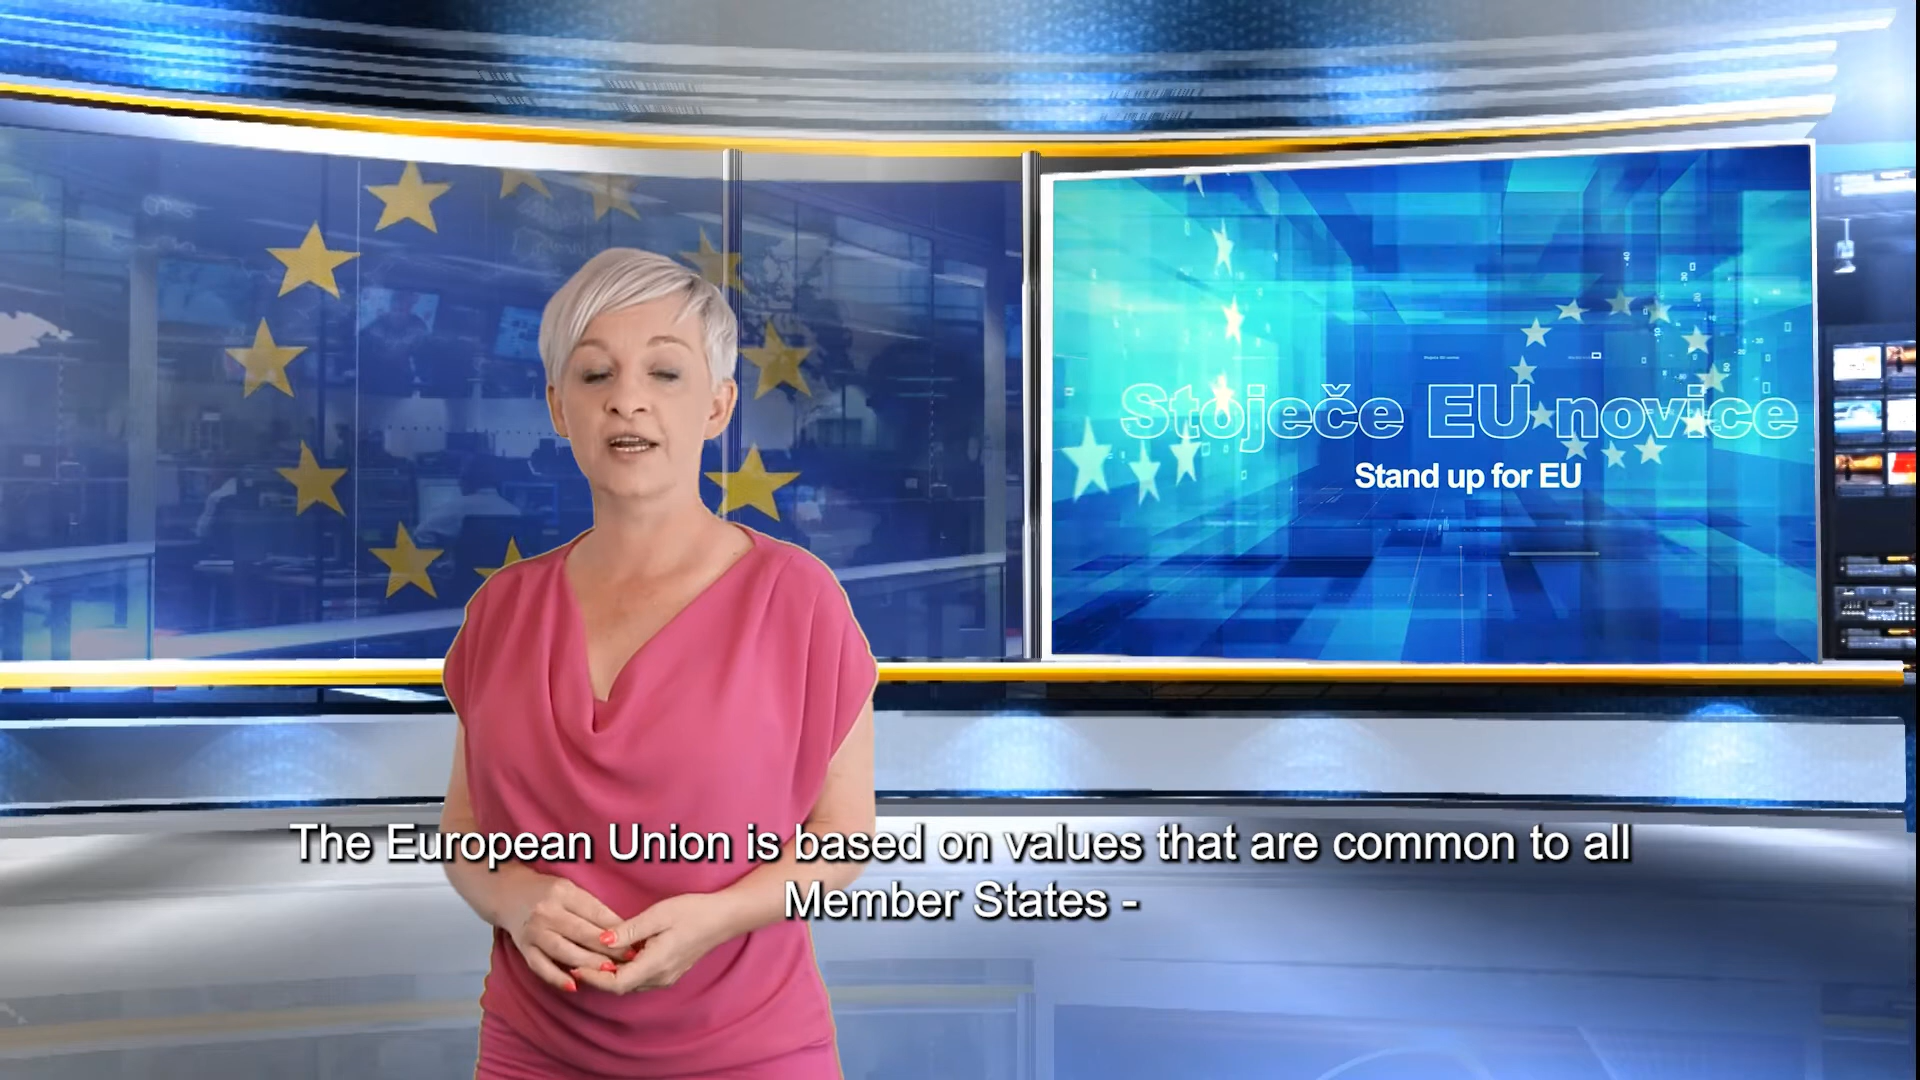 Stoječe EU novice
Stand up for EU
The European Union is based on values that are common to all
Member States -